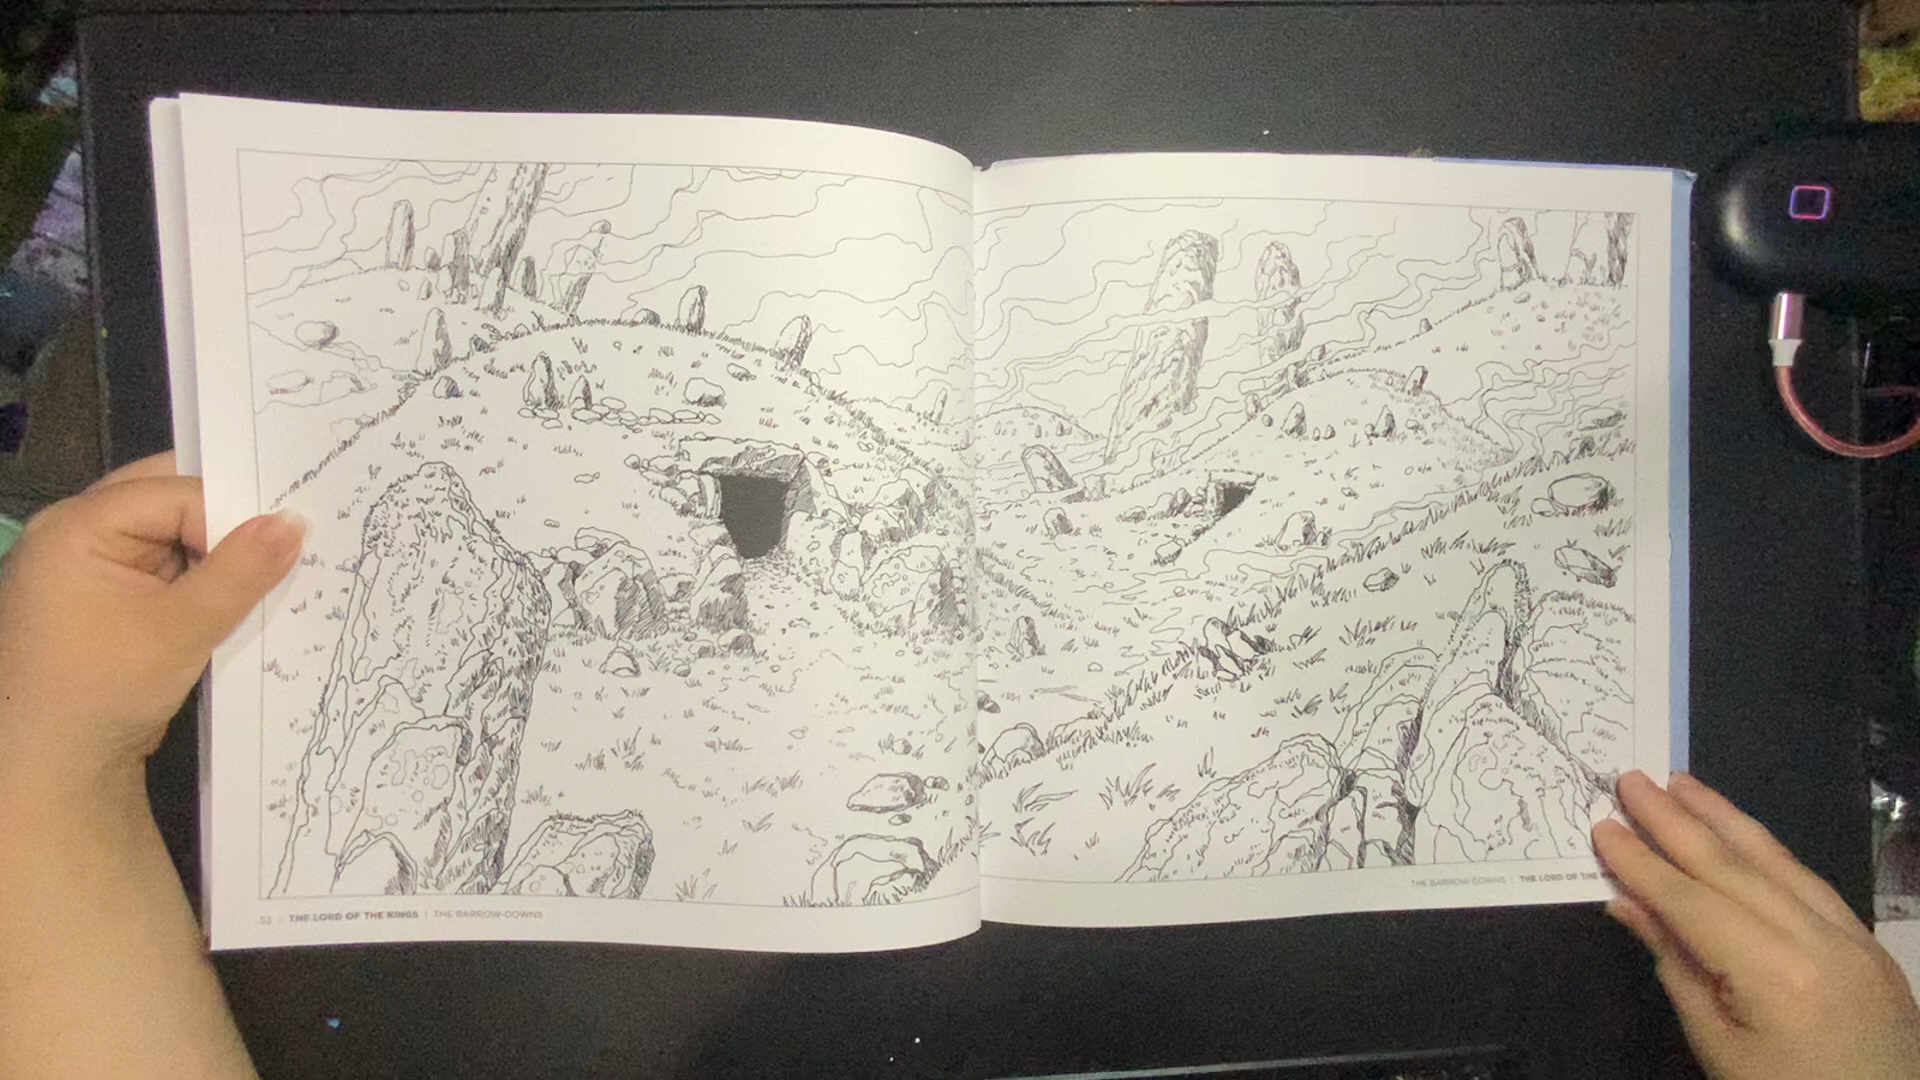 52 | THE LORD OF THE RINGS | THE BARROW-DOWNS
THE BARROW-DOWNS | THE LORD OF THE